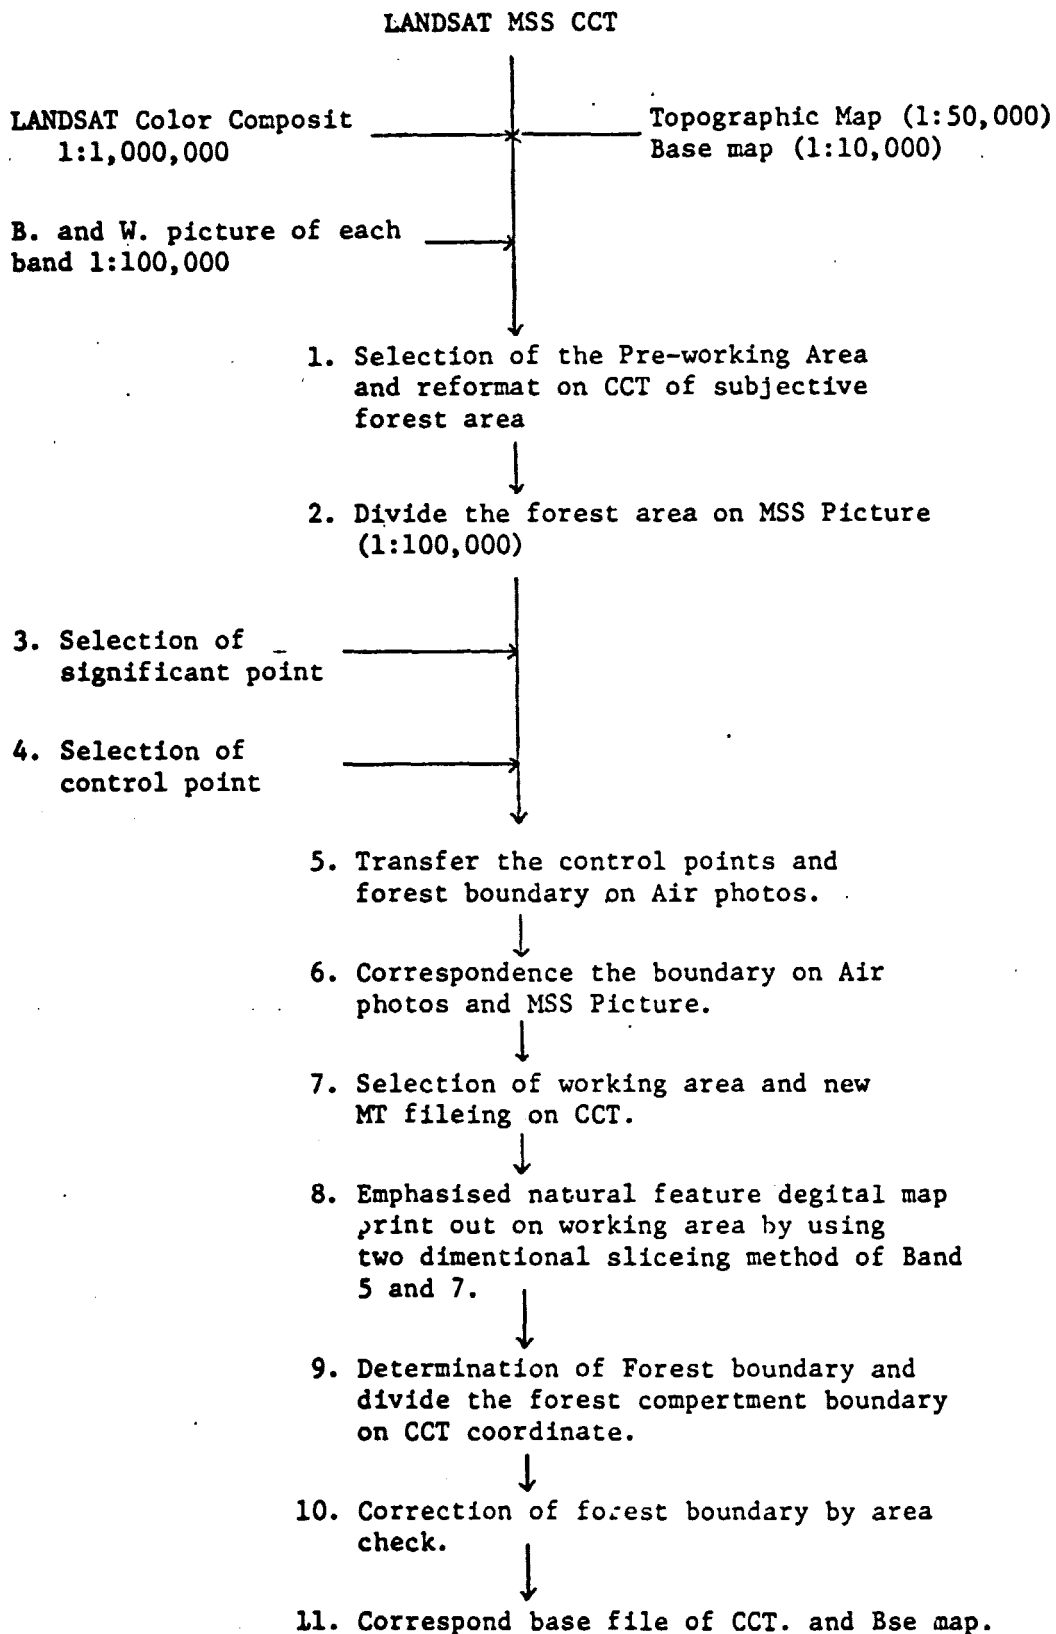 LANDSAT MSS CCT
LANDSAT Color Composit
1:1,000,000
Topographic Map (1:50,000)
Base map (1:10,000)
B. and W. picture of each
band 1:100,000
1. Selection of the Pre-working Area
and reformat on CCT of subjective
forest area
2. Divide the forest area on MSS Picture
(1:100,000)
3. Selection of
significant point
4. Selection of
control point
5. Transfer the control points and
forest boundary on Air photos.
6. Correspondence the boundary on Air
photos and MSS Picture.
7. Selection of working area and new
MT fileing on CCT.
8. Emphasised natural feature degital map
print out on working area by using
two dimentional sliceing method of Band
5 and 7.
9. Determination of Forest boundary and
divide the forest compertment boundary
on CCT coordinate.
10. Correction of forest boundary by area
check.
11. Correspond base file of CCT. and Bse map.